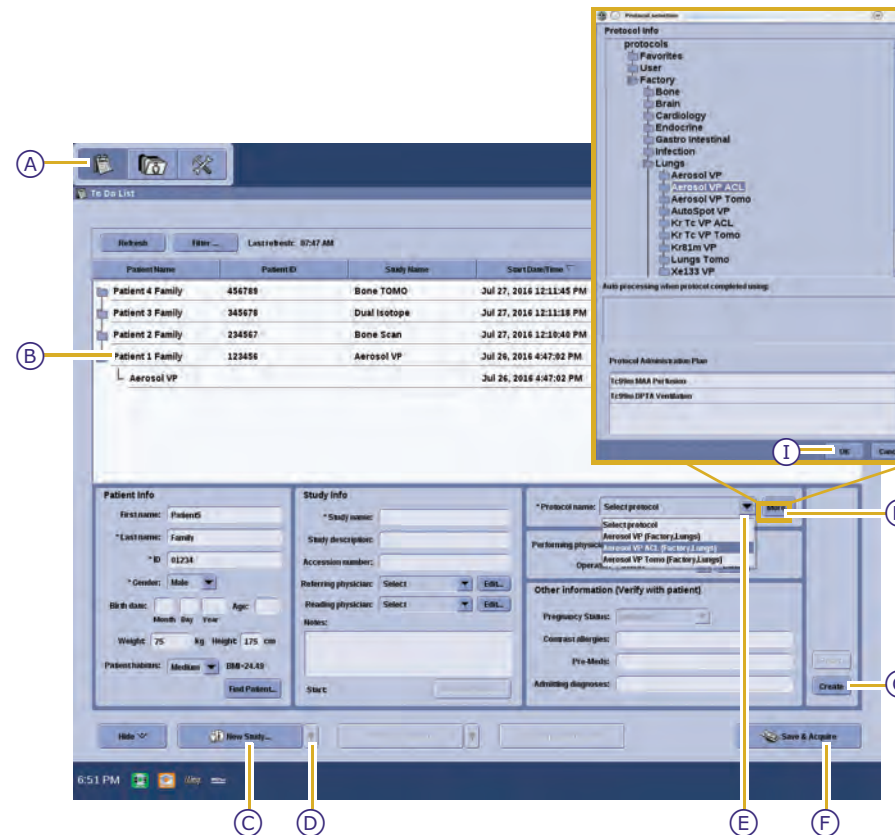 Protocol selection
Protocol Info
protocols
Favorites
User
Factory
Bone
Brain
Cardiology
Endocrine
Gastro Intestinal
Infection
Lungs
Aerosol VP
Aerosol VP ACL
Aerosol VP Tomo
AutoSpot VP
Kr Tc VP ACL
Kr Tc VP Tomo
Kr81m VP
Lungs Tomo
Xe133 VP
Auto processing when protocol completed using:
Protocol Administration Plan
Tc99m MAA Perfusion
Tc99m DPTA Ventilation
I
OK
A
To Do List
Refresh Filter ... Last refresh: 07:47 AM
Patient Name Patient ID Study Name Start Date/Time
Patient 4 Family 456789 Bone TOMO Jul 27, 2016 12:11:45 PM
Patient 3 Family 345678 Dual Isotope Jul 27, 2016 12:11:18 PM
Patient 2 Family 234567 Bone Scan Jul 27, 2016 12:10:40 PM
B
Patient 1 Family 123456 Aerosol VP Jul 26, 2016 4:47:02 PM
Aerosol VP Jul 26, 2016 4:47:02 PM
Patient Info
First name: Patient5
* Last name: Family
* ID 01234
* Gender: Male
Birth date: Age:
Month Day Year
Weight: 75 kg Height: 175 cm
Patient habitus: Medium BMI=24.49
Find Patient...
Study Info
* Study name:
Study description:
Accession number:
Referring physician: Select Edit...
Reading physician: Select Edit...
Notes:
Start:
* Protocol name: Select protocol More
Select protocol
Aerosol VP (Factory,Lungs)
Aerosol VP ACL (Factory,Lungs)
Aerosol VP Tomo (Factory,Lungs)
Performing physic
Opera
Other information (Verify with patient)
Pregnancy Status:
Contrast allergies:
Pre-Meds:
Admitting diagnoses:
Create
Hide New Study... Save & Acquire
6:51 PM
C D E F